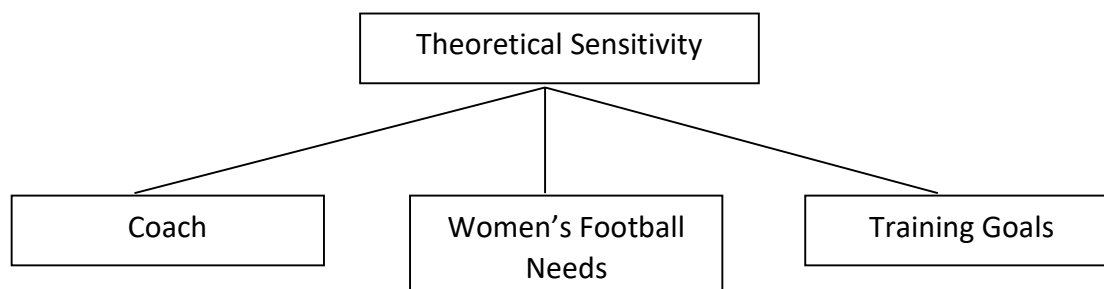 Theoretical Sensitivity
Coach
Women’s Football
Needs
Training Goals